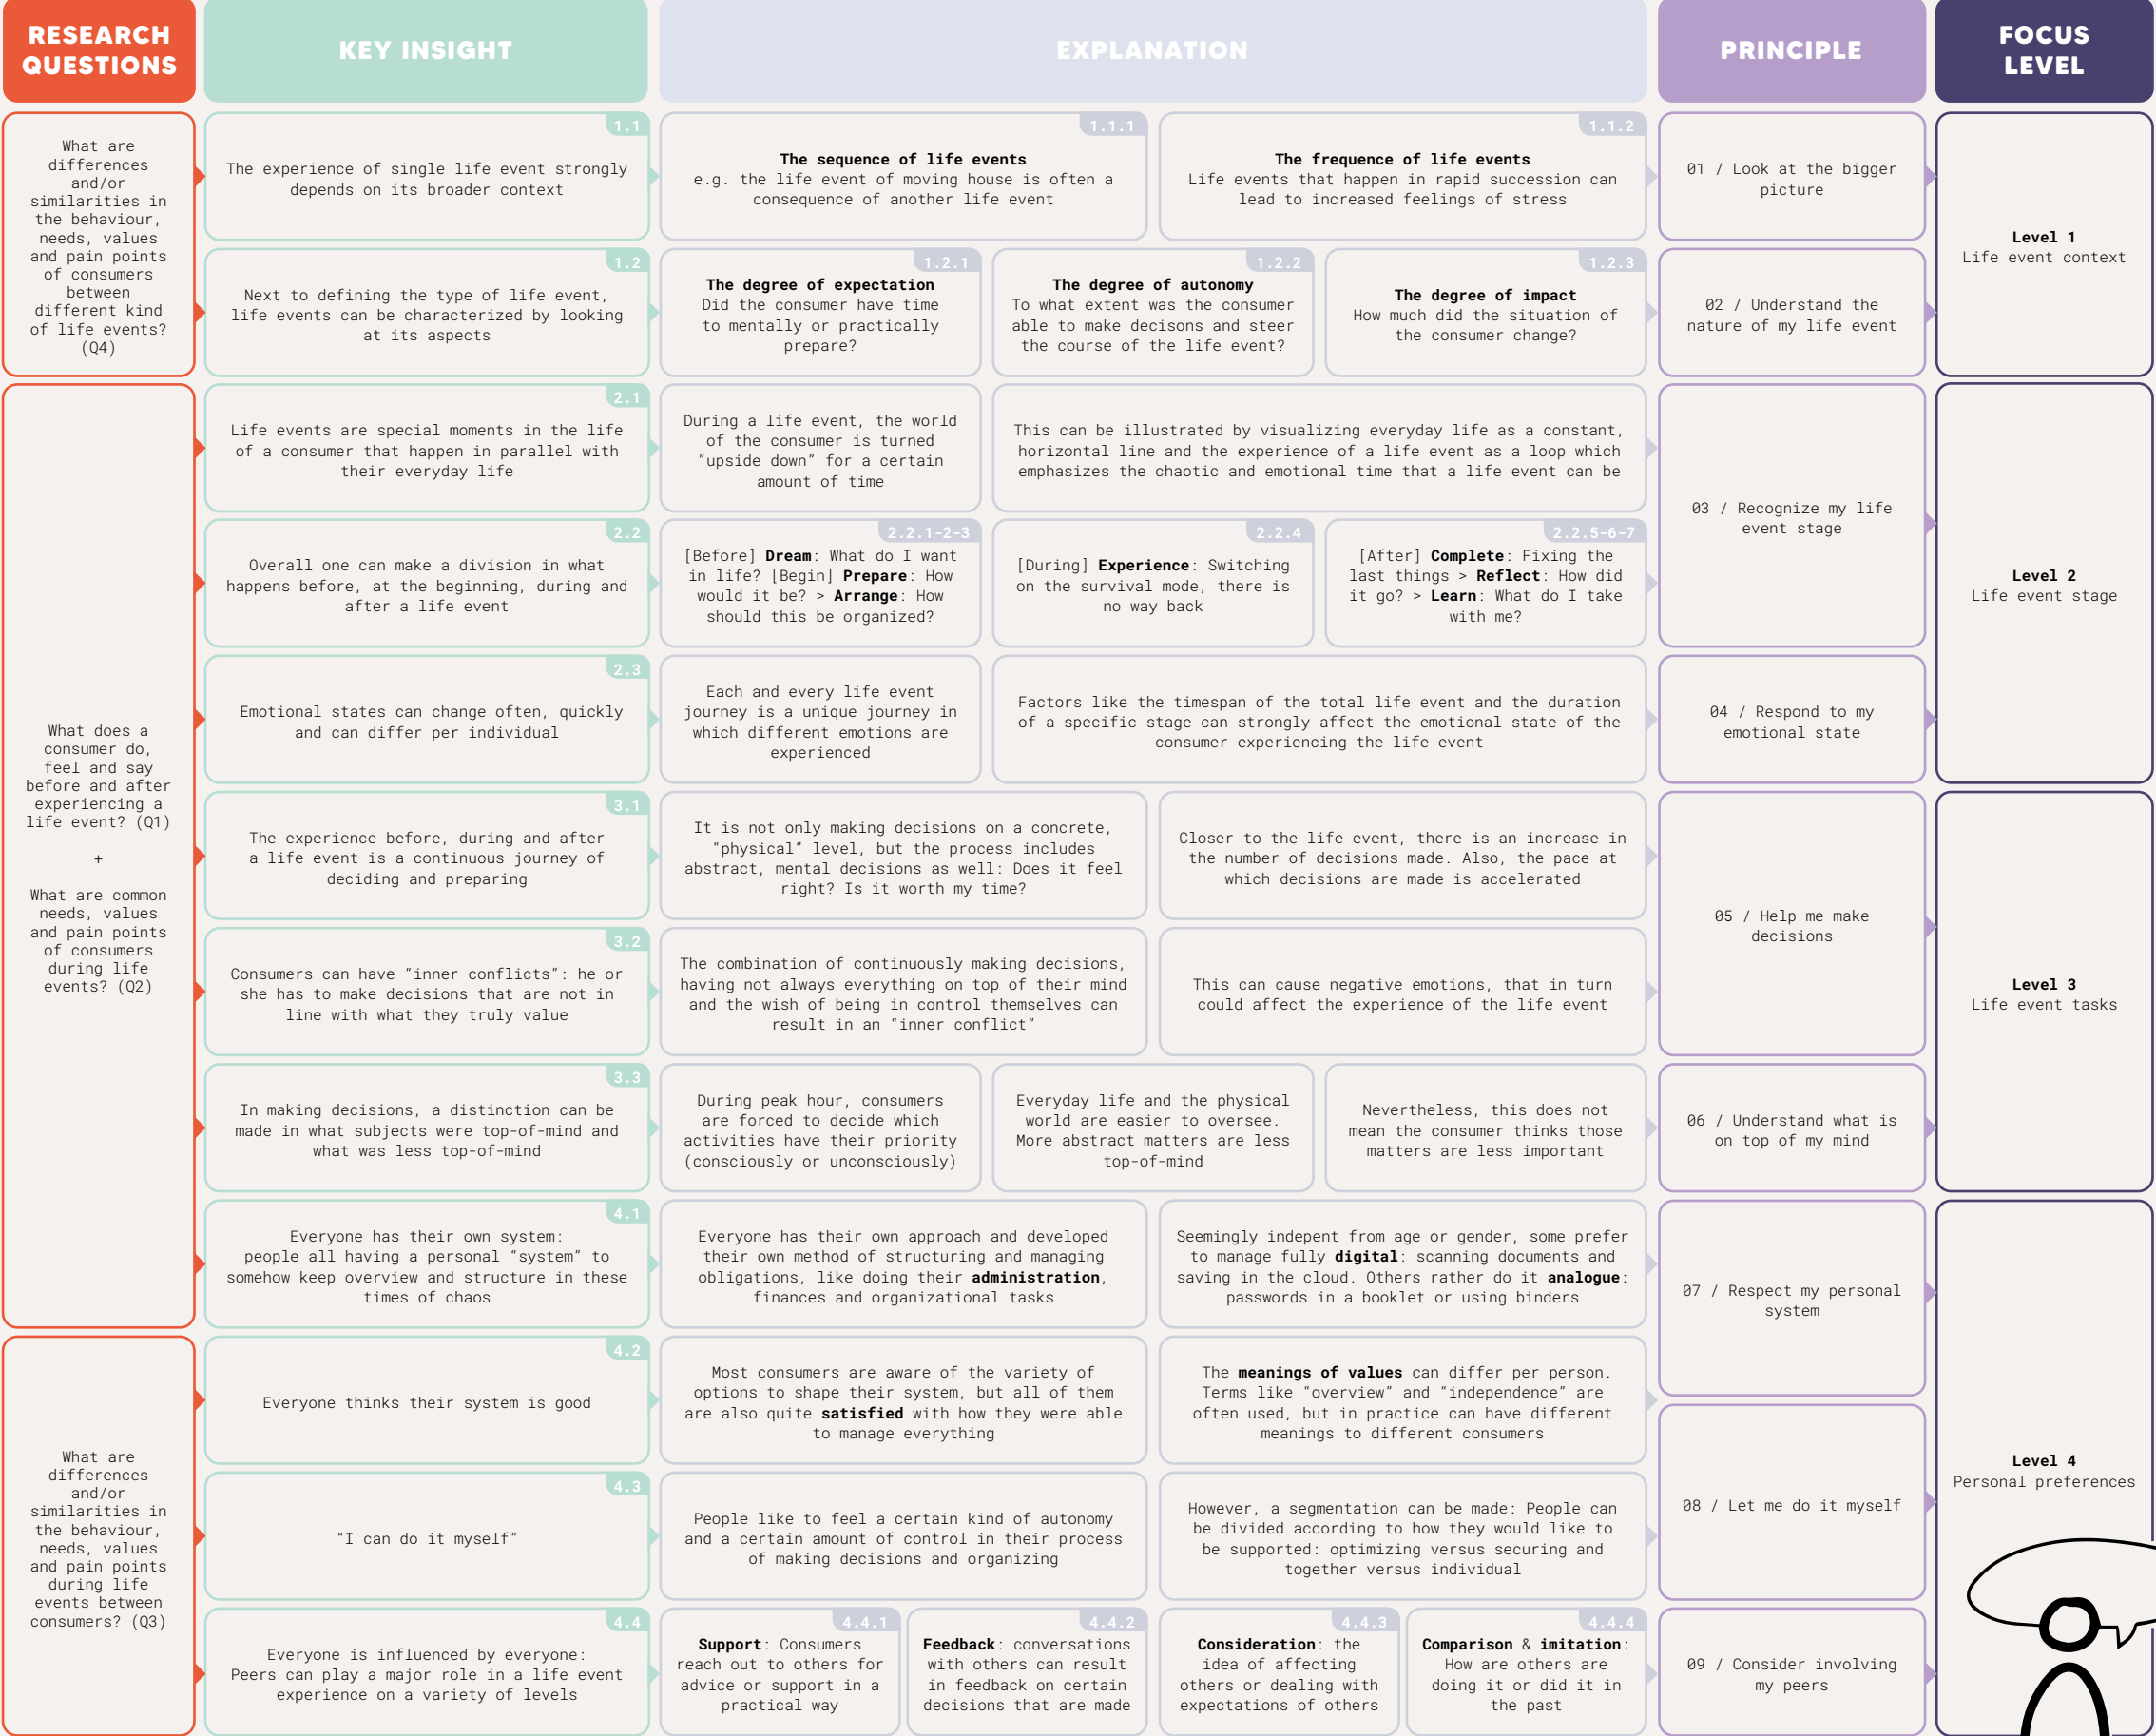 RESEARCH
QUESTIONS
KEY INSIGHT
EXPLANATION
PRINCIPLE
FOCUS
LEVEL
What are
differences
and/or
similarities in
the behaviour,
needs, values
and pain points
of consumers
between
different kind
of life events?
(Q4)
1.1
The experience of single life event strongly
depends on its broader context
1.1.1
The sequence of life events
e.g. the life event of moving house is often a
consequence of another life event
1.1.2
The frequence of life events
Life events that happen in rapid succession can
lead to increased feelings of stress
01 / Look at the bigger
picture
Level 1
Life event context
1.2
Next to defining the type of life event,
life events can be characterized by looking
at its aspects
1.2.1
The degree of expectation
Did the consumer have time
to mentally or practically
prepare?
1.2.2
The degree of autonomy
To what extent was the consumer
able to make decisons and steer
the course of the life event?
1.2.3
The degree of impact
How much did the situation of
the consumer change?
02 / Understand the
nature of my life event
What does a
consumer do,
feel and say
before and after
experiencing a
life event? (Q1)
+
What are common
needs, values
and pain points
of consumers
during life
events? (Q2)
2.1
Life events are special moments in the life
of a consumer that happen in parallel with
their everyday life
During a life event, the world
of the consumer is turned
“upside down” for a certain
amount of time
This can be illustrated by visualizing everyday life as a constant,
horizontal line and the experience of a life event as a loop which
emphasizes the chaotic and emotional time that a life event can be
03 / Recognize my life
event stage
Level 2
Life event stage
2.2
Overall one can make a division in what
happens before, at the beginning, during and
after a life event
2.2.1-2-3
[Before] Dream: What do I want
in life? [Begin] Prepare: How
would it be? > Arrange: How
should this be organized?
2.2.4
[During] Experience: Switching
on the survival mode, there is
no way back
2.2.5-6-7
[After] Complete: Fixing the
last things > Reflect: How did
it go? > Learn: What do I take
with me?
2.3
Emotional states can change often, quickly
and can differ per individual
Each and every life event
journey is a unique journey in
which different emotions are
experienced
Factors like the timespan of the total life event and the duration
of a specific stage can strongly affect the emotional state of the
consumer experiencing the life event
04 / Respond to my
emotional state
3.1
The experience before, during and after
a life event is a continuous journey of
deciding and preparing
It is not only making decisions on a concrete,
“physical” level, but the process includes
abstract, mental decisions as well: Does it feel
right? Is it worth my time?
Closer to the life event, there is an increase in
the number of decisions made. Also, the pace at
which decisions are made is accelerated
05 / Help me make
decisions
Level 3
Life event tasks
3.2
Consumers can have “inner conflicts”: he or
she has to make decisions that are not in
line with what they truly value
The combination of continuously making decisions,
having not always everything on top of their mind
and the wish of being in control themselves can
result in an “inner conflict”
This can cause negative emotions, that in turn
could affect the experience of the life event
3.3
In making decisions, a distinction can be
made in what subjects were top-of-mind and
what was less top-of-mind
During peak hour, consumers
are forced to decide which
activities have their priority
(consciously or unconsciously)
Everyday life and the physical
world are easier to oversee.
More abstract matters are less
top-of-mind
Nevertheless, this does not
mean the consumer thinks those
matters are less important
06 / Understand what is
on top of my mind
4.1
Everyone has their own system:
people all having a personal “system” to
somehow keep overview and structure in these
times of chaos
Everyone has their own approach and developed
their own method of structuring and managing
obligations, like doing their administration,
finances and organizational tasks
Seemingly indepent from age or gender, some prefer
to manage fully digital: scanning documents and
saving in the cloud. Others rather do it analogue:
passwords in a booklet or using binders
07 / Respect my personal
system
Level 4
Personal preferences
What are
differences
and/or
similarities in
the behaviour,
needs, values
and pain points
during life
events between
consumers? (Q3)
4.2
Everyone thinks their system is good
Most consumers are aware of the variety of
options to shape their system, but all of them
are also quite satisfied with how they were able
to manage everything
The meanings of values can differ per person.
Terms like “overview” and “independence” are
often used, but in practice can have different
meanings to different consumers
08 / Let me do it myself
4.3
“I can do it myself”
People like to feel a certain kind of autonomy
and a certain amount of control in their process
of making decisions and organizing
However, a segmentation can be made: People can
be divided according to how they would like to
be supported: optimizing versus securing and
together versus individual
4.4
Everyone is influenced by everyone:
Peers can play a major role in a life event
experience on a variety of levels
4.4.1
Support: Consumers
reach out to others for
advice or support in a
practical way
4.4.2
Feedback: conversations
with others can result
in feedback on certain
decisions that are made
4.4.3
Consideration: the
idea of affecting
others or dealing with
expectations of others
4.4.4
Comparison & imitation:
How are others are
doing it or did it in
the past
09 / Consider involving
my peers